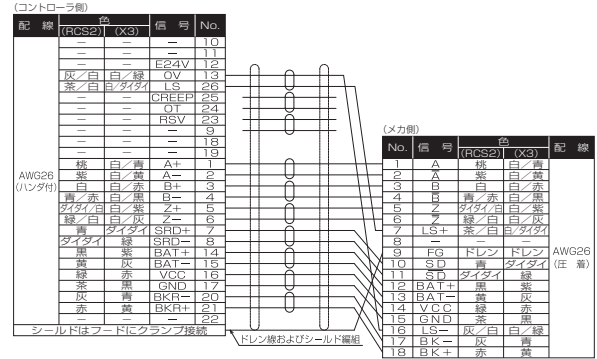 (コントローラ側)
配 線 色 信 号 No.
(RCS2) (X3)
－ － － 10
－ － － 11
－ － E24V 12
灰／白 白／緑 OV 13
茶／白 白／ダイダイ LS 26
－ － CREEP 25
－ － OT 24
－ － RSV 23
－ － － 9
－ － － 18
－ － － 19
桃 白／青 A+ 1
AWG26 紫 白／黄 A− 2
(ハンダ付) 白 白／赤 B+ 3
青／赤 白／黒 B− 4
ダイダイ／白 白／紫 Z+ 5
緑／白 白／灰 Z− 6
青 ダイダイ SRD+ 7
ダイダイ 緑 SRD− 8
黒 紫 BAT+ 14
黄 灰 BAT− 15
緑 赤 VCC 16
茶 黒 GND 17
灰 青 BKR− 20
赤 黄 BKR+ 21
－ － － 22
シールドはフードにクランプ接続
ドレン線およびシールド編組
(メカ側)
No. 信 号 色 配 線
(RCS2) (X3)
1 A 桃 白／青
2 A̅ 紫 白／黄
3 B 白 白／赤
4 B̅ 青／赤 白／黒
5 Z ダイダイ／白 白／紫
6 Z̅ 緑／白 白／灰
7 LS+ 茶／白 白／ダイダイ
8 － － －
9 FG ドレン ドレン AWG26
10 SD 青 ダイダイ (圧 着)
11 S̅D̅ ダイダイ 緑
12 BAT+ 黒 紫
13 BAT− 黄 灰
14 VCC 緑 赤
15 GND 茶 黒
16 LS− 灰／白 白／緑
17 BK− 灰 青
18 BK+ 赤 黄